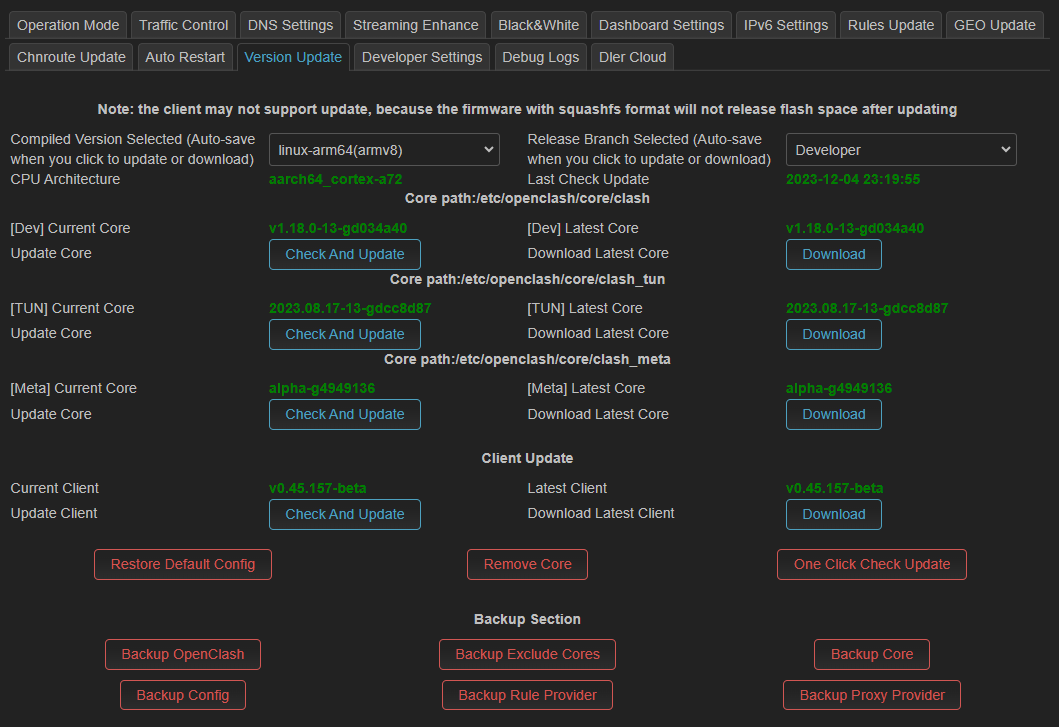 Operation Mode Traffic Control DNS Settings Streaming Enhance Black&White Dashboard Settings IPv6 Settings Rules Update GEO Update
Chnroute Update Auto Restart Version Update Developer Settings Debug Logs Dler Cloud
Note: the client may not support update, because the firmware with squashfs format will not release flash space after updating
Compiled Version Selected (Auto-save
when you click to update or download)
linux-arm64(armv8)
Release Branch Selected (Auto-save
when you click to update or download)
Developer
CPU Architecture aarch64_cortex-a72 Last Check Update 2023-12-04 23:19:55
Core path:/etc/openclash/core/clash
[Dev] Current Core v1.18.0-13-gd034a40 [Dev] Latest Core v1.18.0-13-gd034a40
Update Core Check And Update Download Latest Core Download
Core path:/etc/openclash/core/clash_tun
[TUN] Current Core 2023.08.17-13-gdcc8d87 [TUN] Latest Core 2023.08.17-13-gdcc8d87
Update Core Check And Update Download Latest Core Download
Core path:/etc/openclash/core/clash_meta
[Meta] Current Core alpha-g4949136 [Meta] Latest Core alpha-g4949136
Update Core Check And Update Download Latest Core Download
Client Update
Current Client v0.45.157-beta Latest Client v0.45.157-beta
Update Client Check And Update Download Latest Client Download
Restore Default Config Remove Core One Click Check Update
Backup Section
Backup OpenClash Backup Exclude Cores Backup Core
Backup Config Backup Rule Provider Backup Proxy Provider